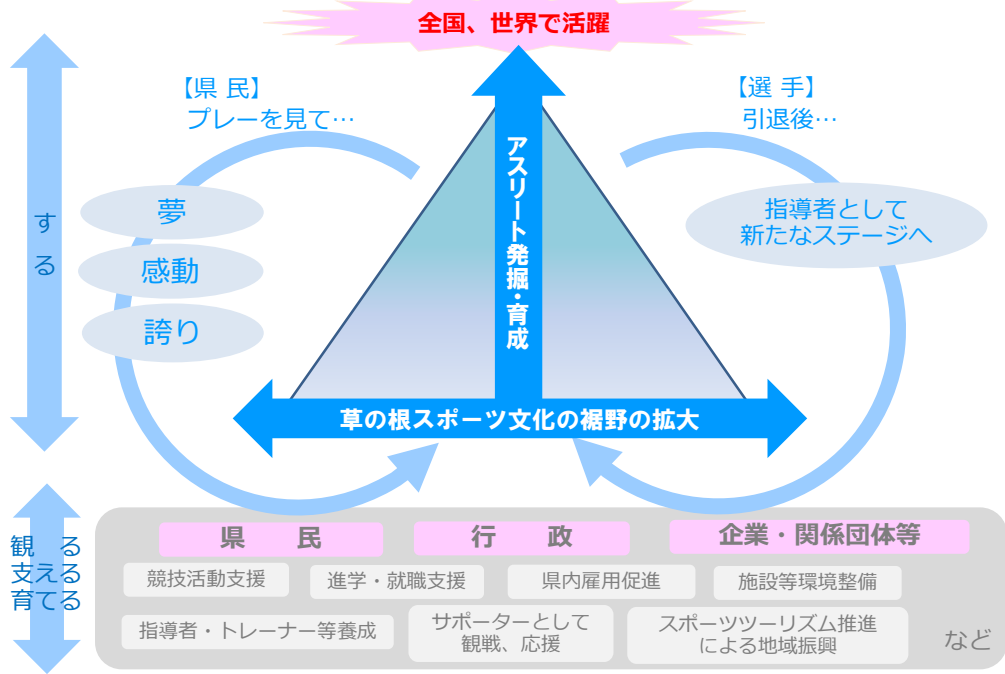 全国、世界で活躍
【県 民】
プレーを見て…
【選 手】
引退後…
する
夢
感動
誇り
アスリート発掘・育成
指導者として
新たなステージへ
草の根スポーツ文化の裾野の拡大
観る
支える
育てる
県 民
行 政
企業・関係団体等
競技活動支援
進学・就職支援
県内雇用促進
施設等環境整備
指導者・トレーナー等養成
サポーターとして
観戦、応援
スポーツツーリズム推進
による地域振興
など